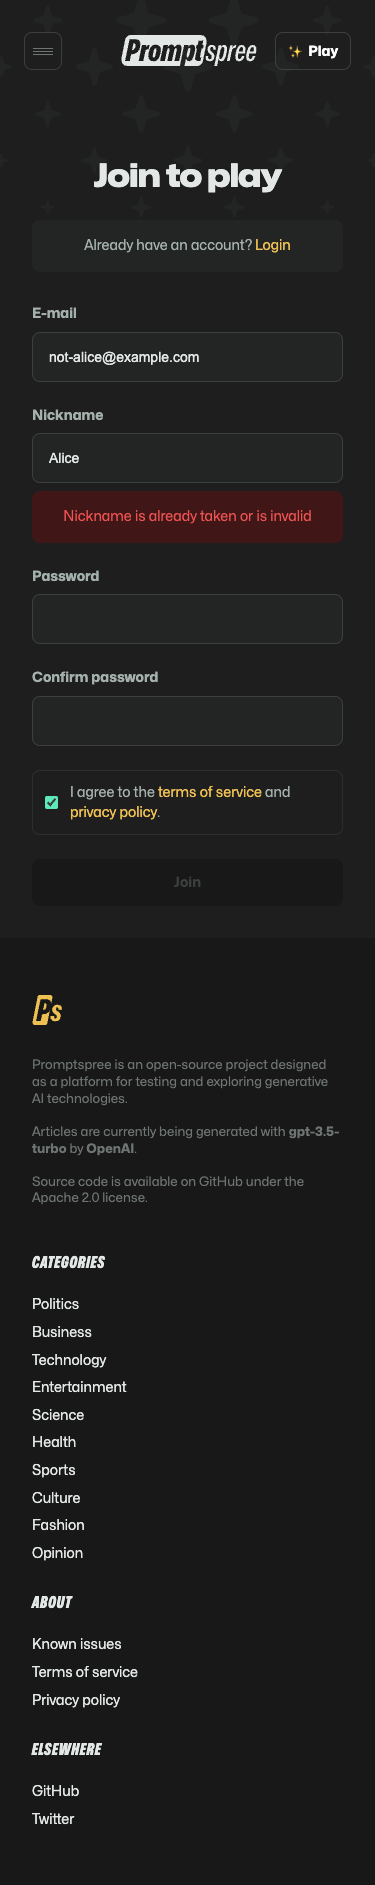 Promptspree
✨ Play
Join to play
Already have an account? Login
E-mail
not-alice@example.com
Nickname
Alice
Nickname is already taken or is invalid
Password
Confirm password
I agree to the terms of service and
privacy policy.
Join
Ps
Promptspree is an open-source project designed
as a platform for testing and exploring generative
AI technologies.
Articles are currently being generated with gpt-3.5-
turbo by OpenAI.
Source code is available on GitHub under the
Apache 2.0 license.
CATEGORIES
Politics
Business
Technology
Entertainment
Science
Health
Sports
Culture
Fashion
Opinion
ABOUT
Known issues
Terms of service
Privacy policy
ELSEWHERE
GitHub
Twitter